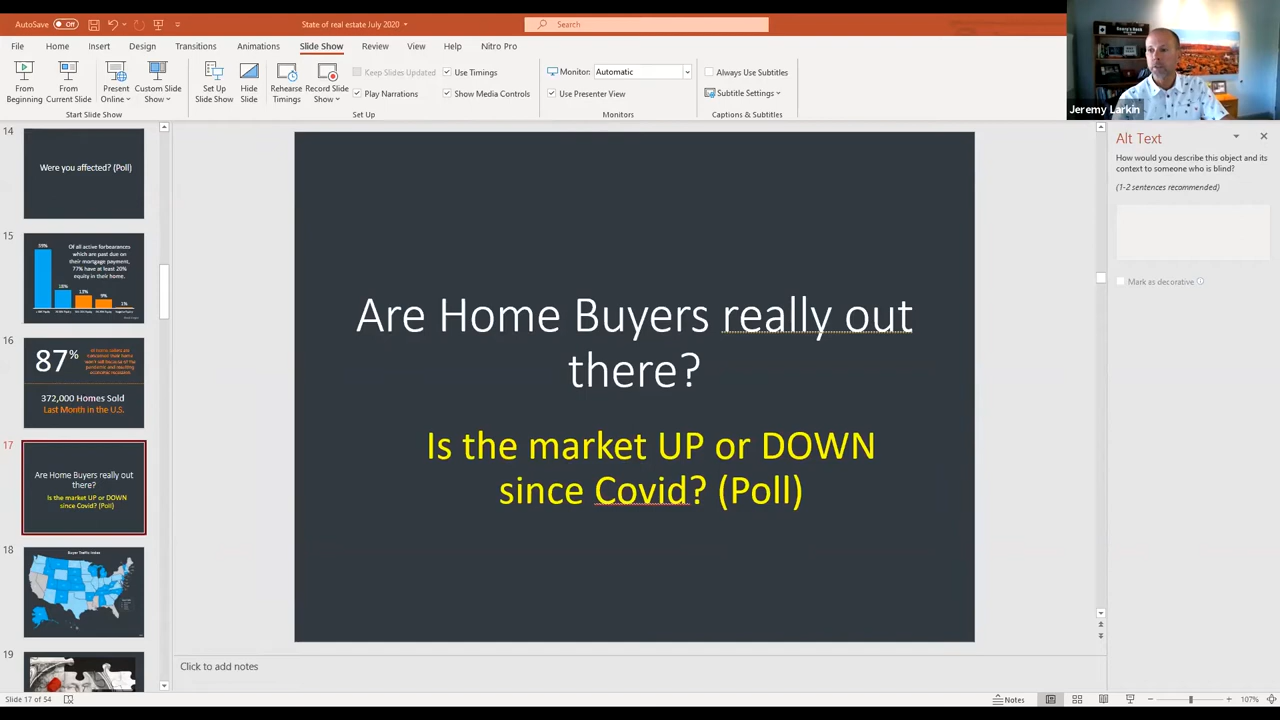 AutoSave Off
State of real estate July 2020
Search
File Home Insert Design Transitions Animations Slide Show Review View Help Nitro Pro
From Beginning
From Current Slide
Present Online
Custom Slide Show
Start Slide Show
Set Up Slide Show
Hide Slide
Rehearse Timings
Record Slide Show
Keep Slides Updated
Use Timings
Play Narrations
Show Media Controls
Set Up
Monitor: Automatic
Use Presenter View
Monitors
Always Use Subtitles
Subtitle Settings
Captions & Subtitles
Jeremy Larkin
14
Were you affected? (Poll)
15
Of all active forbearances
which are past due on
their mortgage payment,
77% have at least 20%
equity in their home.
16
87%
372,000 Homes Sold
Last Month in the U.S.
17
Are Home Buyers really out
there?
Is the market UP or DOWN
since Covid? (Poll)
18
Buyer Traffic Index
19
Are Home Buyers really out
there?
Is the market UP or DOWN
since Covid? (Poll)
Click to add notes
Alt Text
How would you describe this object and its
context to someone who is blind?
(1-2 sentences recommended)
Mark as decorative
Slide 17 of 54
Notes
107%